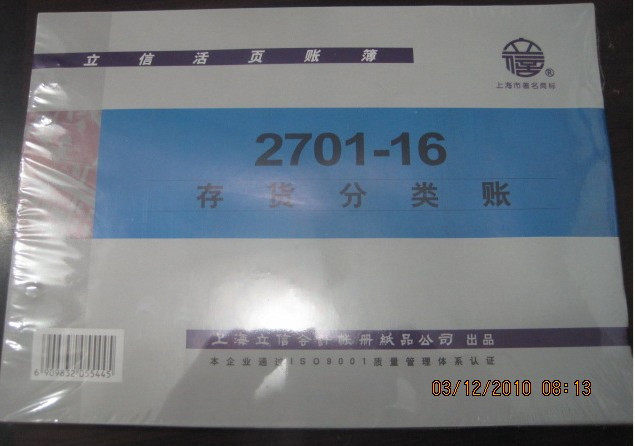 立信活页账簿
立信®
上海市著名商标
2701-16
存货分类账
上海立信会计帐册纸品公司 出品
本企业通过ISO9001质量管理体系认证
6 909832 055445
03/12/2010 08:13